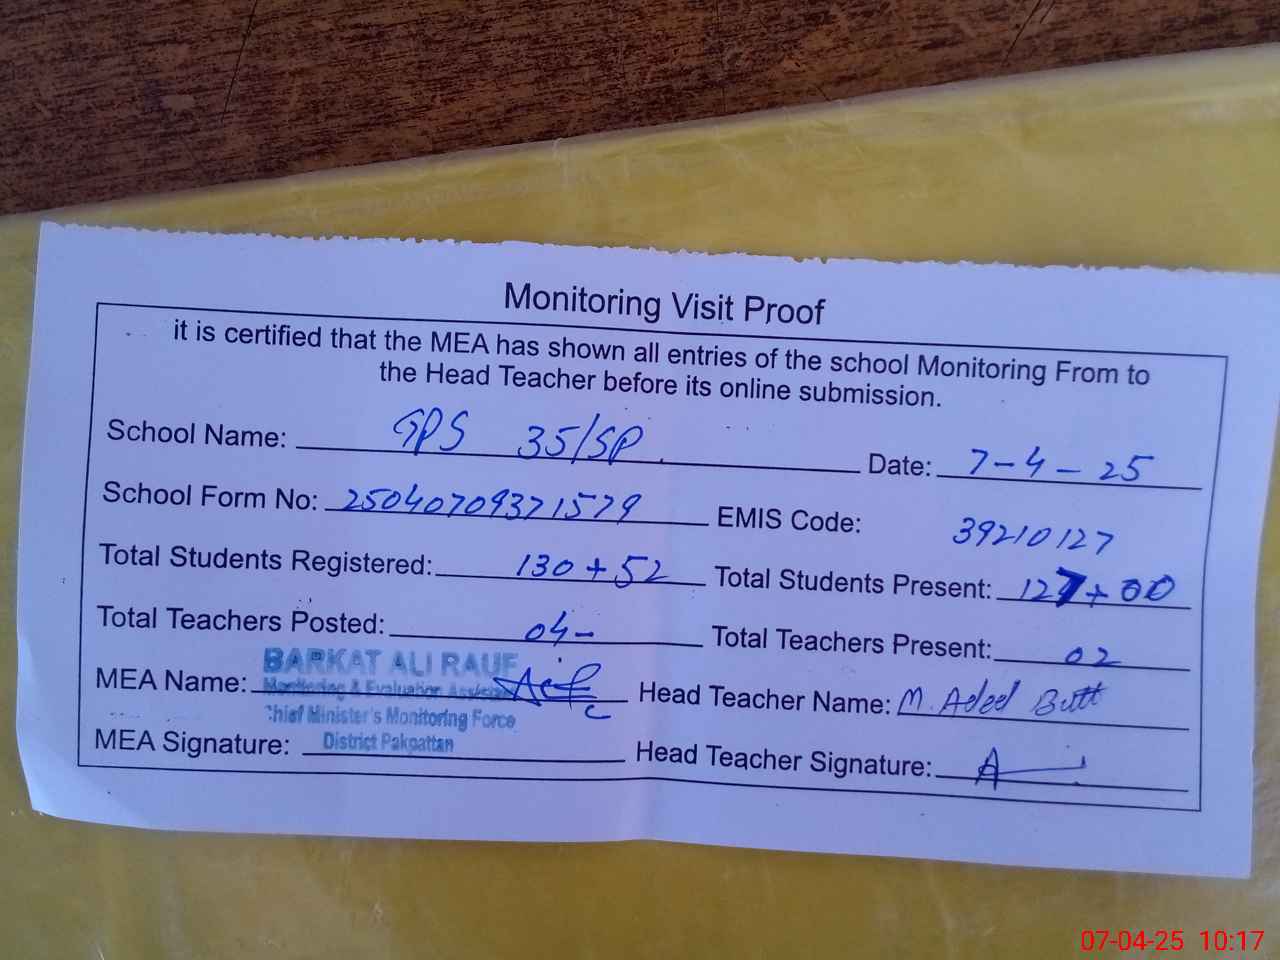 Monitoring Visit Proof
it is certified that the MEA has shown all entries of the school Monitoring From to
the Head Teacher before its online submission.
School Name: GPS 35/SP Date: 7-4-25
School Form No: 25040709371579 EMIS Code: 39210127
Total Students Registered: 130+52 Total Students Present: 127+00
Total Teachers Posted: 04- Total Teachers Present: 02
BARKAT ALI RAUF
MEA Name: Monitoring & Evaluation Assistant Head Teacher Name: M. Adeel Butt
Chief Minister's Monitoring Force
District Pakpattan
MEA Signature: Head Teacher Signature:
07-04-25 10:17